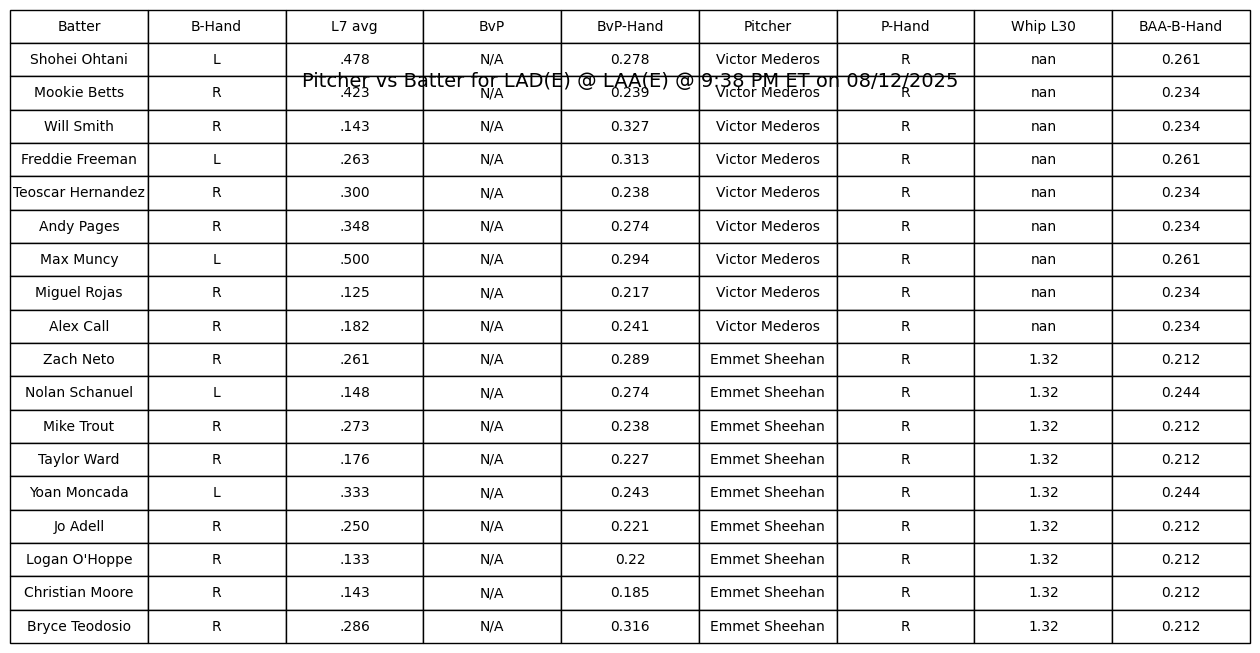 Batter B-Hand L7 avg BvP BvP-Hand Pitcher P-Hand Whip L30 BAA-B-Hand
Shohei Ohtani L .478 N/A 0.278 Victor Mederos R nan 0.261
Pitcher vs Batter for LAD(E) @ LAA(E) @ 9:38 PM ET on 08/12/2025
Mookie Betts R .423 N/A 0.239 Victor Mederos R nan 0.234
Will Smith R .143 N/A 0.327 Victor Mederos R nan 0.234
Freddie Freeman L .263 N/A 0.313 Victor Mederos R nan 0.261
Teoscar Hernandez R .300 N/A 0.238 Victor Mederos R nan 0.234
Andy Pages R .348 N/A 0.274 Victor Mederos R nan 0.234
Max Muncy L .500 N/A 0.294 Victor Mederos R nan 0.261
Miguel Rojas R .125 N/A 0.217 Victor Mederos R nan 0.234
Alex Call R .182 N/A 0.241 Victor Mederos R nan 0.234
Zach Neto R .261 N/A 0.289 Emmet Sheehan R 1.32 0.212
Nolan Schanuel L .148 N/A 0.274 Emmet Sheehan R 1.32 0.244
Mike Trout R .273 N/A 0.238 Emmet Sheehan R 1.32 0.212
Taylor Ward R .176 N/A 0.227 Emmet Sheehan R 1.32 0.212
Yoan Moncada L .333 N/A 0.243 Emmet Sheehan R 1.32 0.244
Jo Adell R .250 N/A 0.221 Emmet Sheehan R 1.32 0.212
Logan O'Hoppe R .133 N/A 0.22 Emmet Sheehan R 1.32 0.212
Christian Moore R .143 N/A 0.185 Emmet Sheehan R 1.32 0.212
Bryce Teodosio R .286 N/A 0.316 Emmet Sheehan R 1.32 0.212